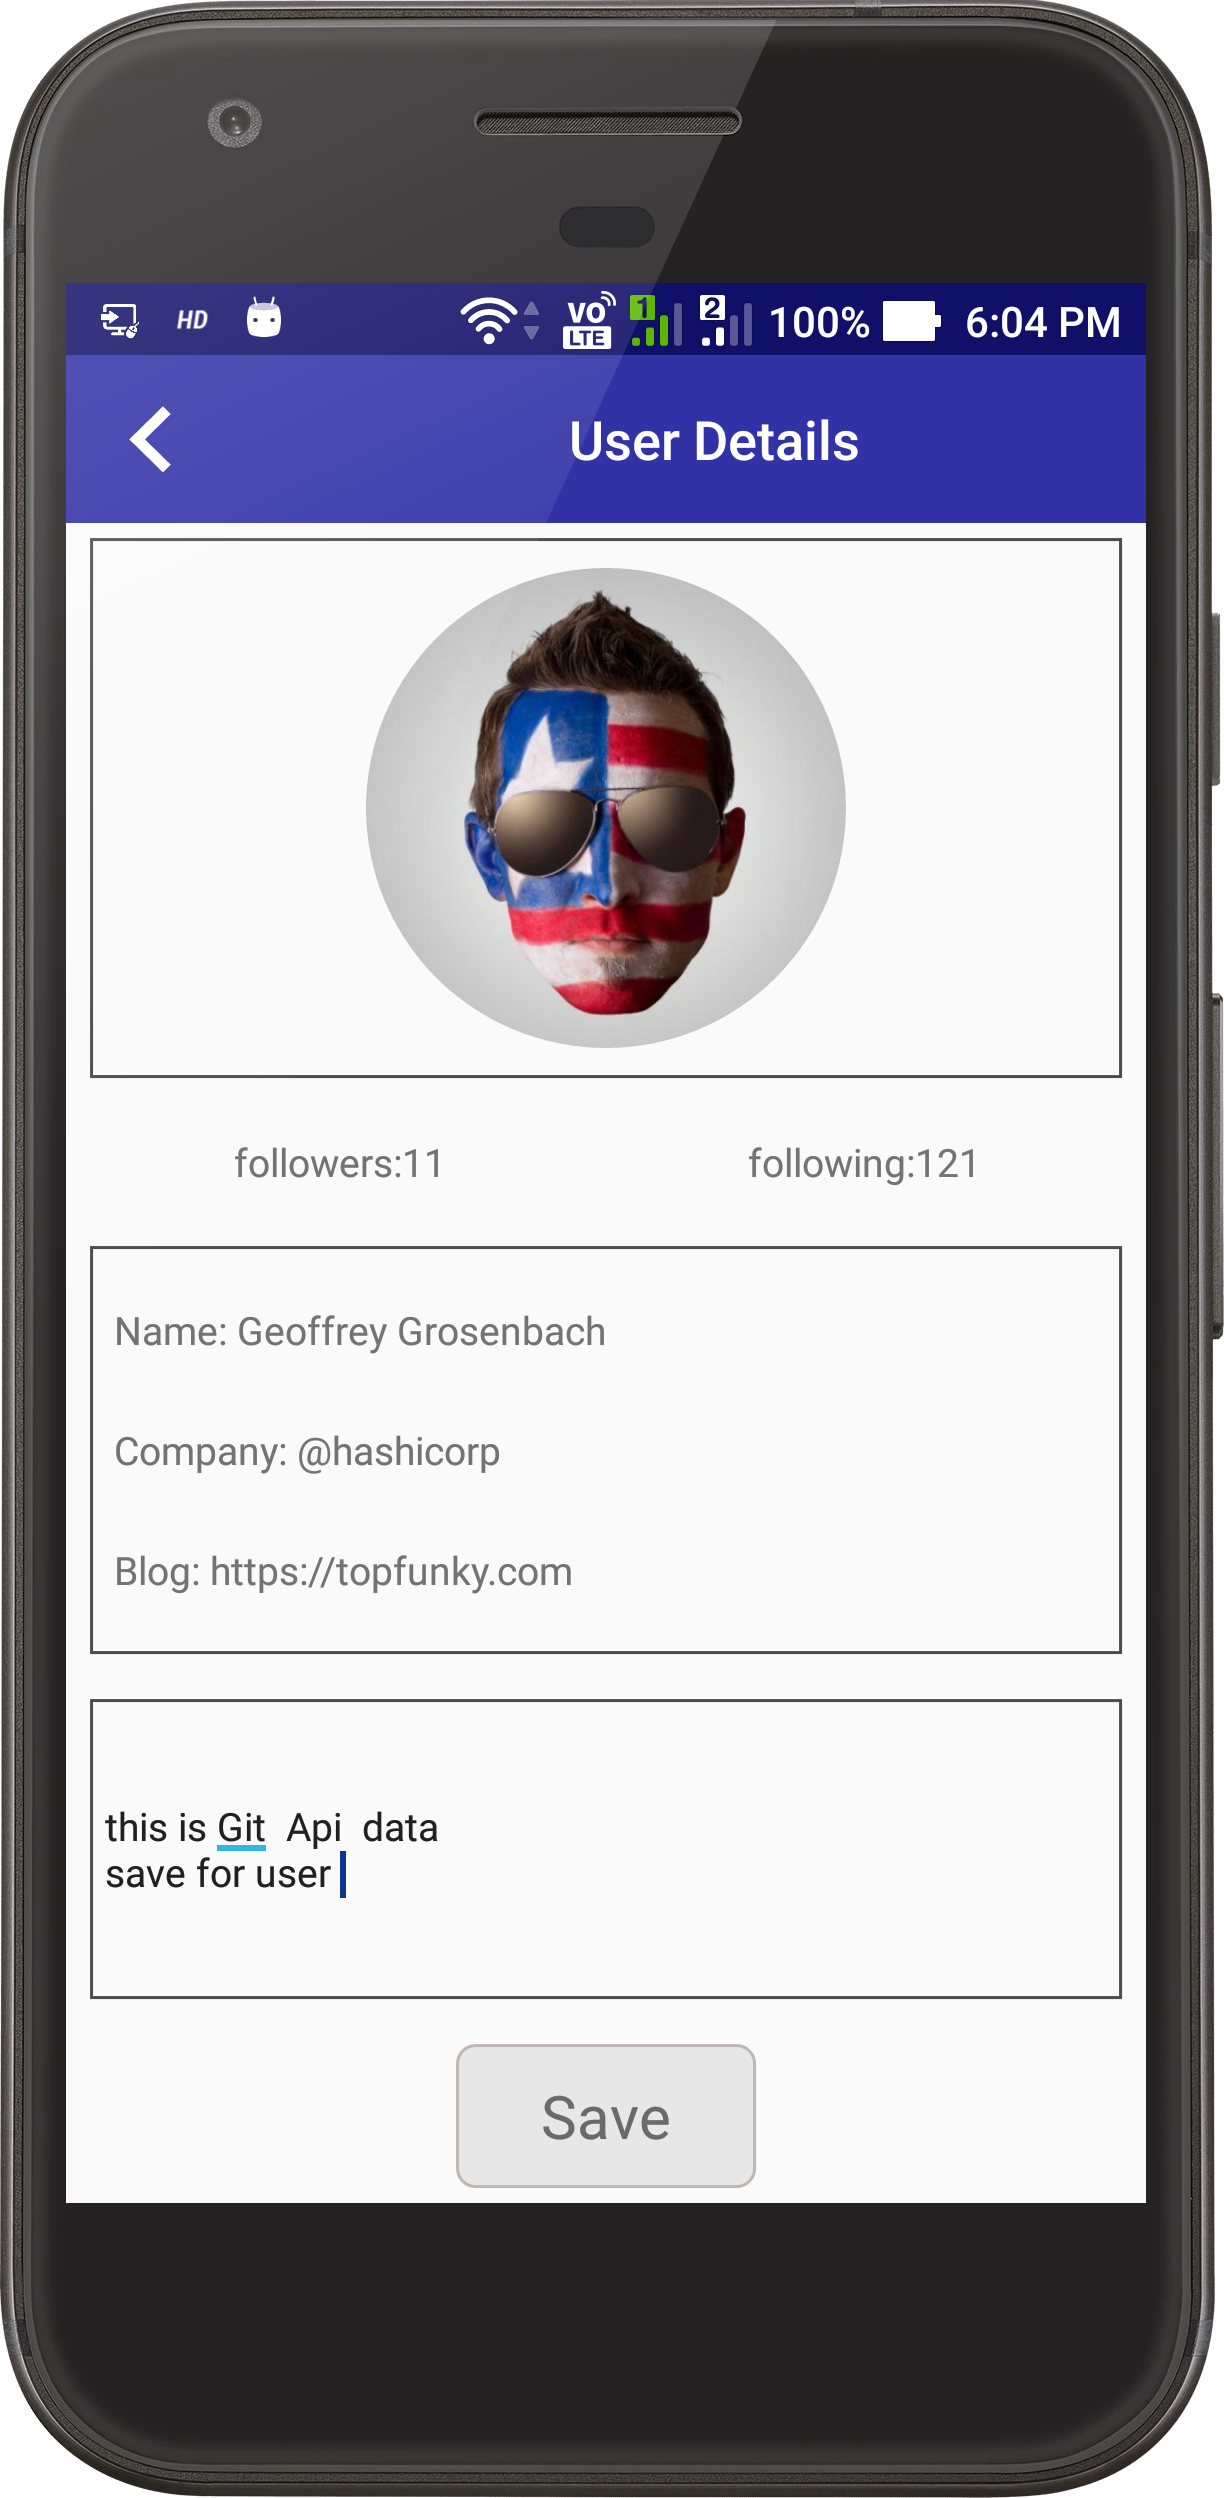 HD VO LTE 1 2 100% 6:04 PM
User Details
followers:11 following:121
Name: Geoffrey Grosenbach
Company: @hashicorp
Blog: https://topfunky.com
this is Git  Api  data
save for user
Save